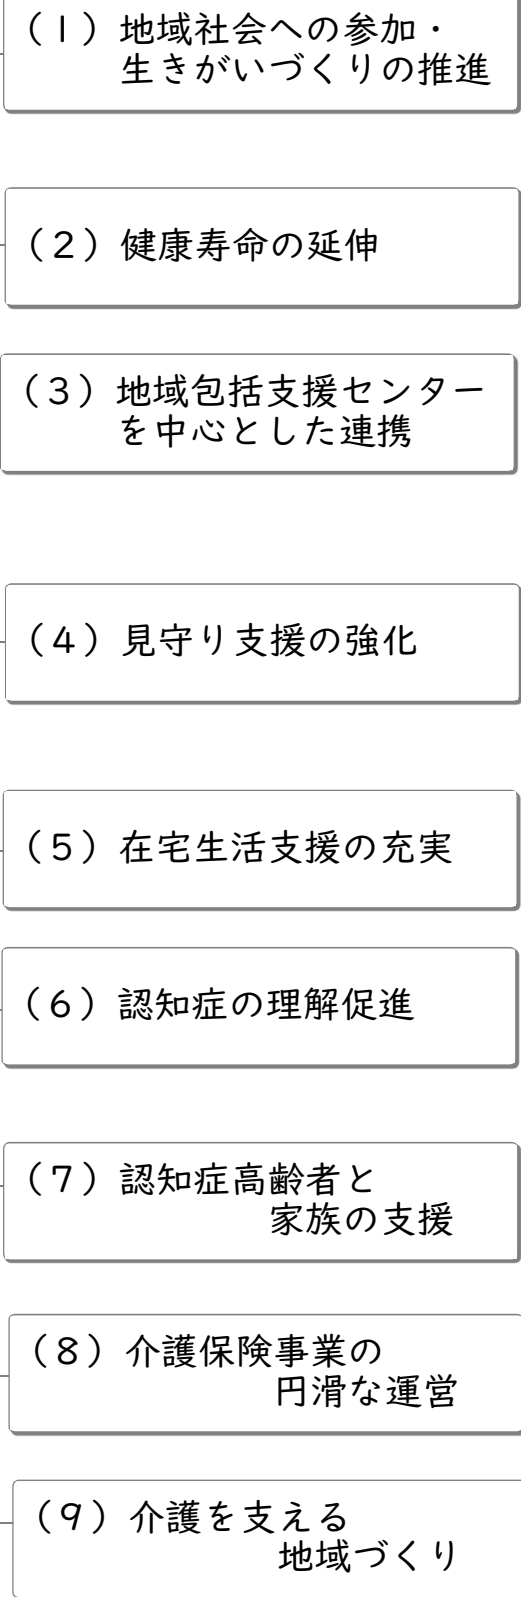 （1）地域社会への参加・
生きがいづくりの推進
（2）健康寿命の延伸
（3）地域包括支援センター
を中心とした連携
（4）見守り支援の強化
（5）在宅生活支援の充実
（6）認知症の理解促進
（7）認知症高齢者と
家族の支援
（8）介護保険事業の
円滑な運営
（9）介護を支える
地域づくり